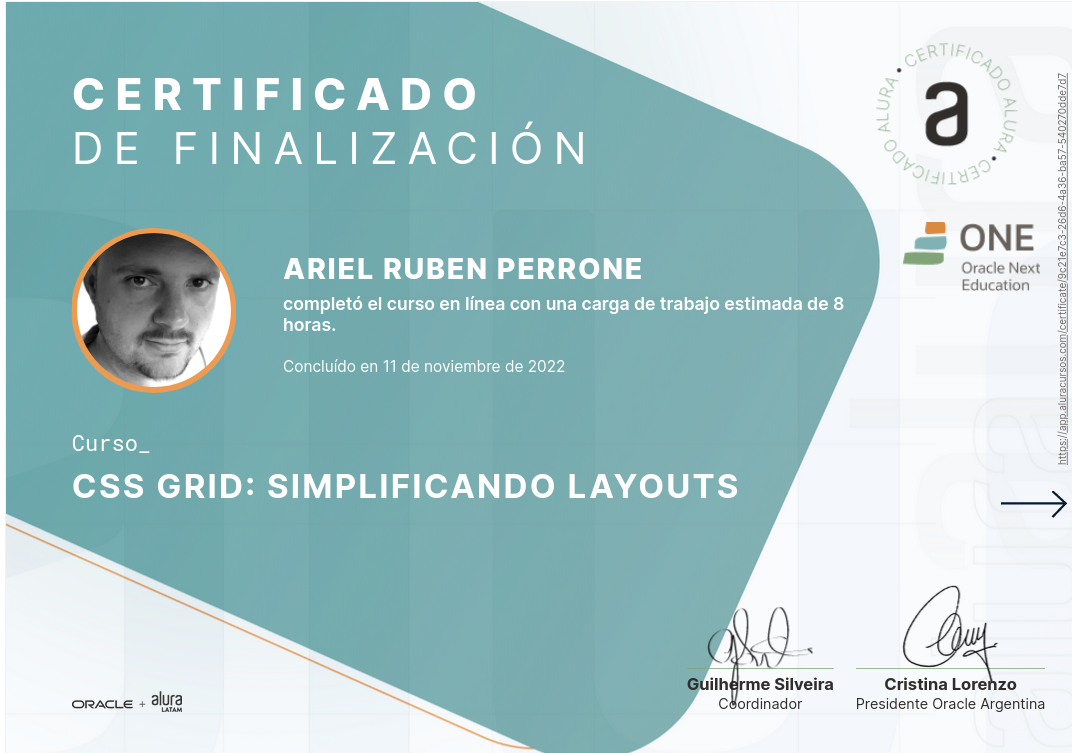 CERTIFICADO
DE FINALIZACIÓN
CERTIFICADO ALURA • CERTIFICADO ALURA •
a
ONE
Oracle Next
Education
https://app.aluracursos.com/certificate/9c21e7c3-26d6-4a36-ba57-540270dde7d7
ARIEL RUBEN PERRONE
completó el curso en línea con una carga de trabajo estimada de 8
horas.
Concluído en 11 de noviembre de 2022
Curso_
CSS GRID: SIMPLIFICANDO LAYOUTS
Guilherme Silveira
Coordinador
Cristina Lorenzo
Presidente Oracle Argentina
ORACLE + alura
LATAM